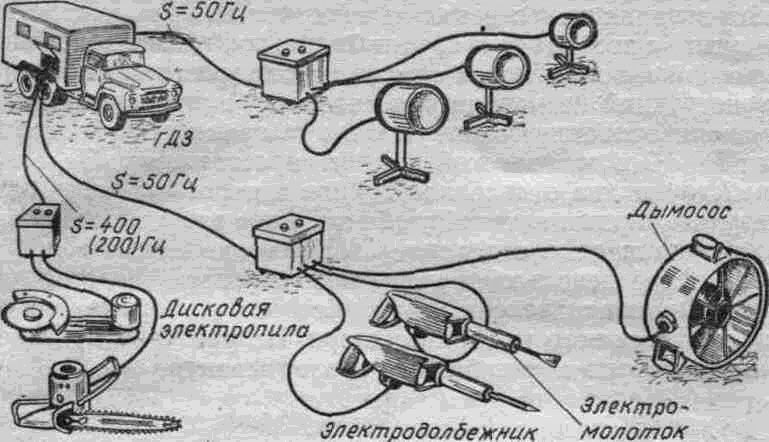 S=50Гц
ГДЗ
S=50Гц
S=400
(200)Гц
Дымосос
Дисковая
электропила
Электро-
молоток
Электродолбежник